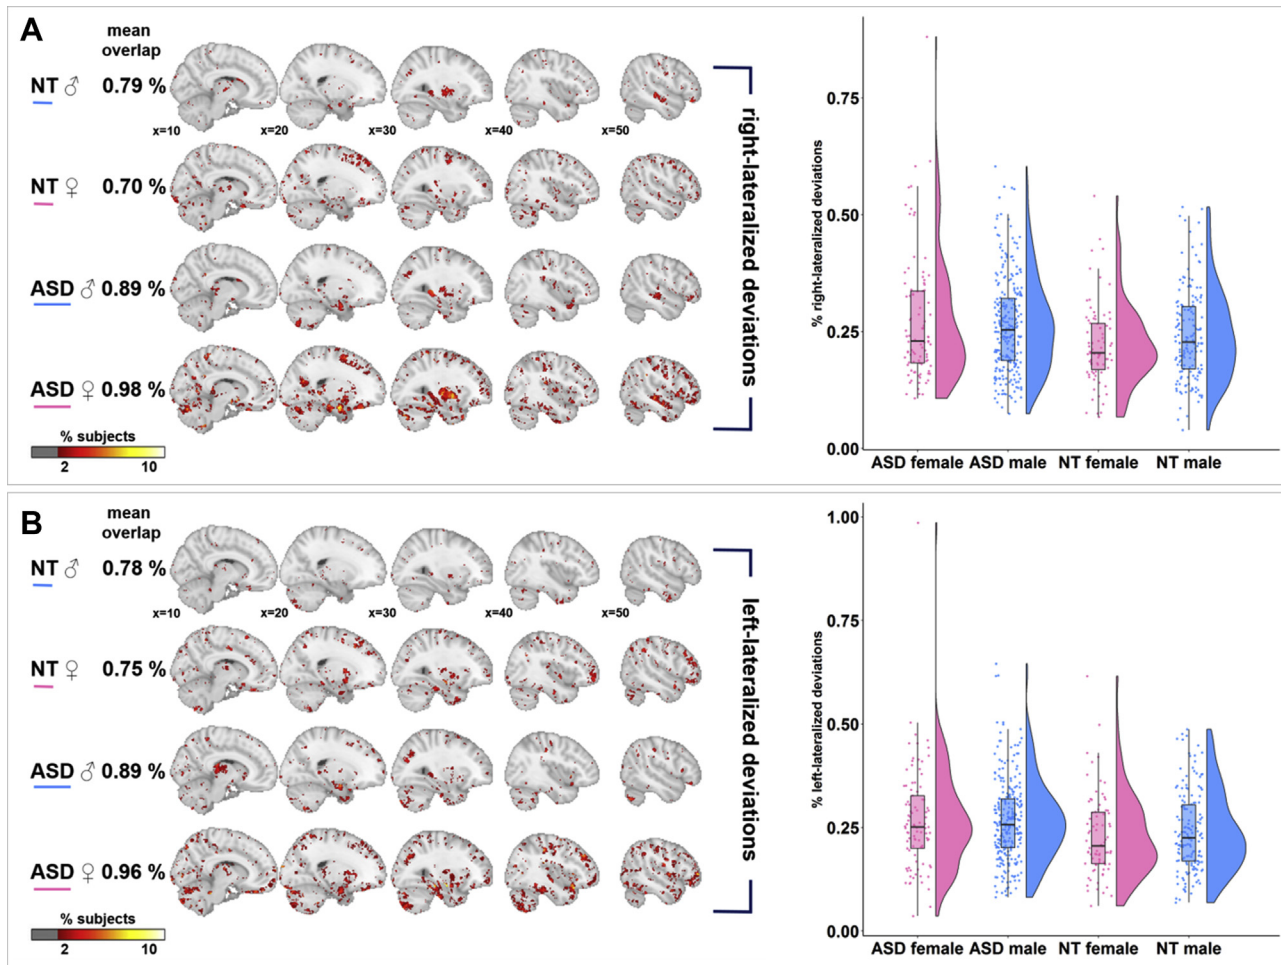 A
mean
overlap
NT ♂ 0.79 %
x=10 x=20 x=30 x=40 x=50
NT ♀ 0.70 %
ASD ♂ 0.89 %
ASD ♀ 0.98 %
% subjects
2 10
right-lateralized deviations
% right-lateralized deviations
0.75
0.50
0.25
0.00
ASD female ASD male NT female NT male
B
mean
overlap
NT ♂ 0.78 %
x=10 x=20 x=30 x=40 x=50
NT ♀ 0.75 %
ASD ♂ 0.89 %
ASD ♀ 0.96 %
% subjects
2 10
left-lateralized deviations
% left-lateralized deviations
1.00
0.75
0.50
0.25
0.00
ASD female ASD male NT female NT male